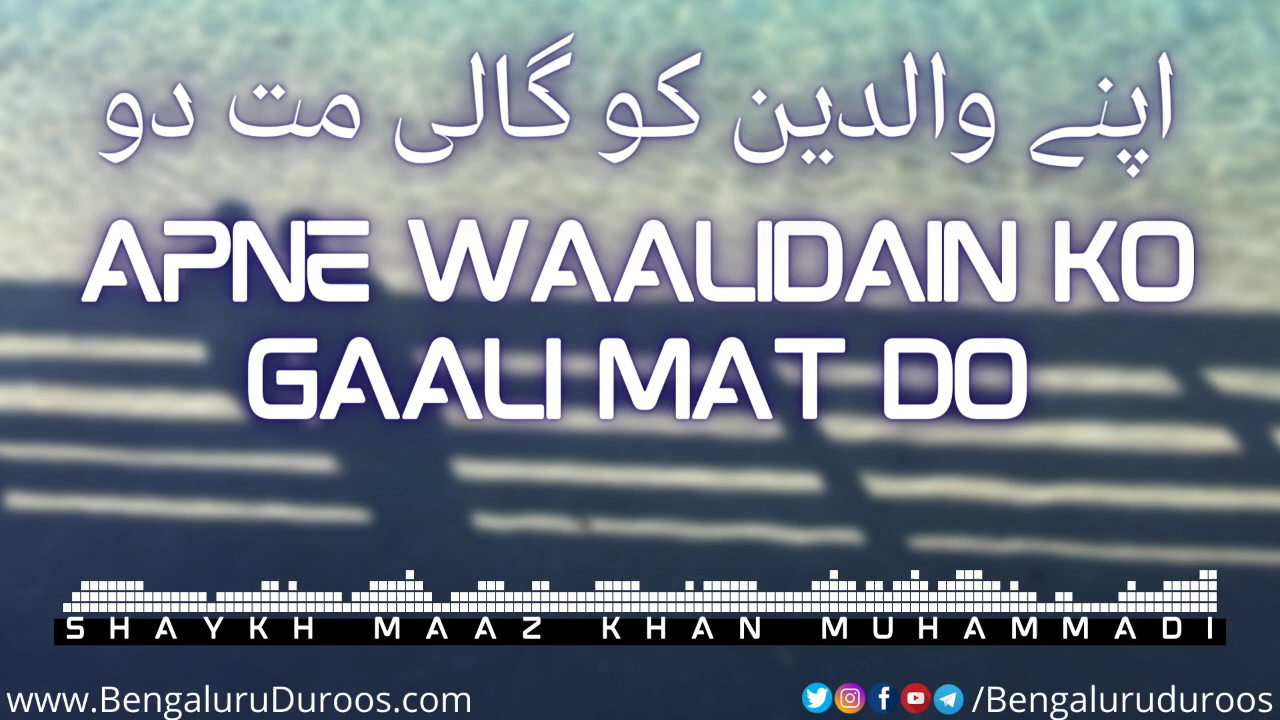 اپنے والدین کو گالی مت دو
APNE WAALIDAIN KO
GAALI MAT DO
SHAYKH MAAZ KHAN MUHAMMADI
www.BengaluruDuroos.com
/Bengaluruduroos